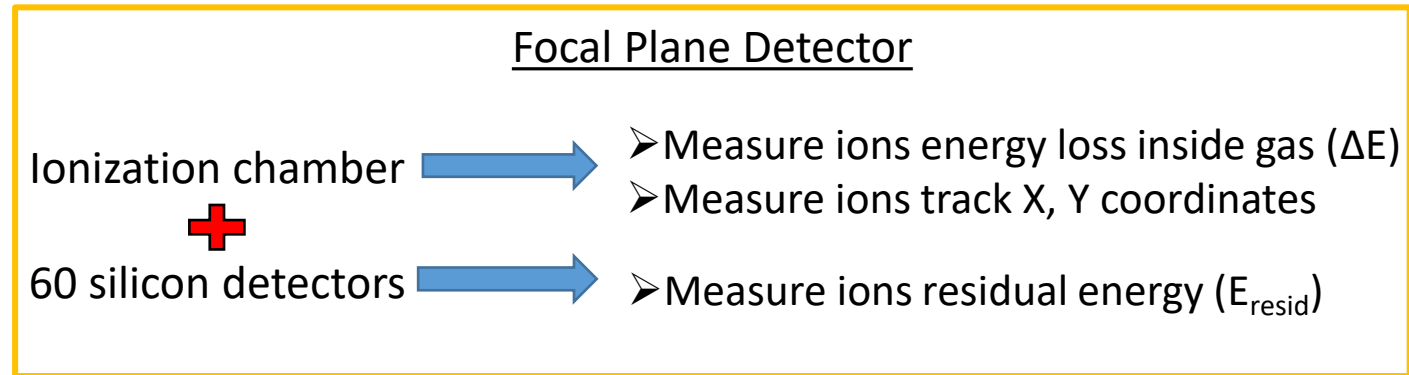 Focal Plane Detector
Ionization chamber
➢Measure ions energy loss inside gas (ΔE)
➢Measure ions track X, Y coordinates
60 silicon detectors
➢Measure ions residual energy (E_resid)